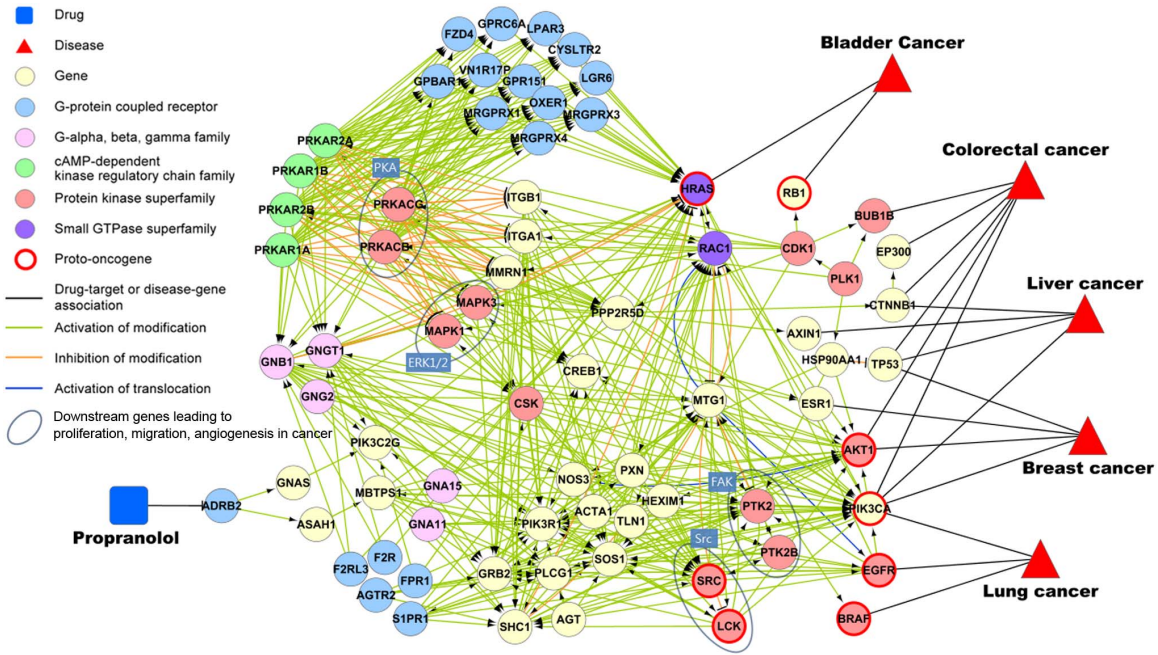 Drug
Disease
Gene
G-protein coupled receptor
G-alpha, beta, gamma family
cAMP-dependent
kinase regulatory chain family
Protein kinase superfamily
Small GTPase superfamily
Proto-oncogene
Drug-target or disease-gene
association
Activation of modification
Inhibition of modification
Activation of translocation
Downstream genes leading to
proliferation, migration, angiogenesis in cancer
FZD4
GPRC6A
LPAR3
CYSLTR2
GPBAR1
VN1R17P
GPR151
LGR6
MRGPRX1
OXER1
MRGPRX3
MRGPRX4
PRKAR2A
PRKAR1B
PRKAR2B
PRKAR1A
PKA
PRKACG
PRKACB
ITGB1
ITGA1
MMRN1
MAPK3
MAPK1
ERK1/2
PPP2R5D
CREB1
GNB1
GNGT1
GNG2
CSK
MTG1
HRAS
RAC1
RB1
CDK1
BUB1B
EP300
PLK1
CTNNB1
AXIN1
HSP90AA1
TP53
ESR1
AKT1
PIK3CA
EGFR
BRAF
Bladder Cancer
Colorectal cancer
Liver cancer
Breast cancer
Lung cancer
Propranolol
ADRB2
GNAS
ASAH1
PIK3C2G
MBTPS1
GNA15
GNA11
F2RL3
F2R
AGTR2
FPR1
S1PR1
NOS3
PXN
HEXIM1
ACTA1
TLN1
PIK3R1
SOS1
GRB2
PLCG1
SHC1
AGT
FAK
PTK2
PTK2B
Src
SRC
LCK